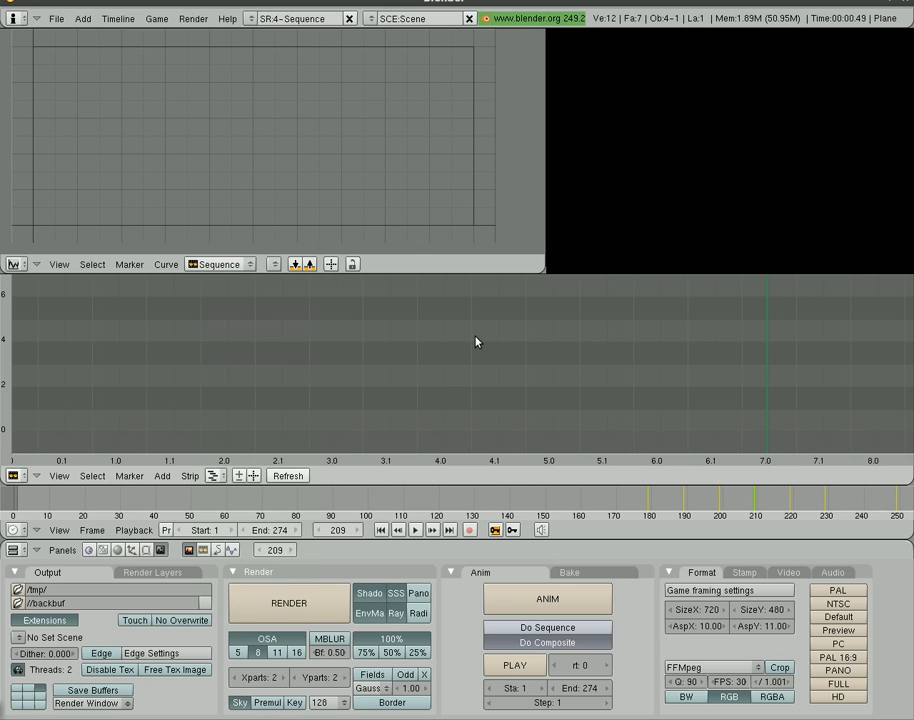 File Add Timeline Game Render Help SR:4-Sequence SCE:Scene www.blender.org 249.2 Ve:12 | Fa:7 | Ob:4-1 | La:1 | Mem:1.89M (50.95M) | Time:00:00.49 | Plane
View Select Marker Curve Sequence
6
4
2
0
0.1 1.0 1.1 2.0 2.1 3.0 3.1 4.0 4.1 5.0 5.1 6.0 6.1 7.0 7.1 8.0
View Select Marker Add Strip Refresh
0 10 20 30 40 50 60 70 80 90 100 110 120 130 140 150 160 170 180 190 200 210 220 230 240 250
View Frame Playback Pr Start: 1 End: 274 209
Panels 209
Output Render Layers Render Anim Bake Format Stamp Video Audio
/tmp/
//backbuf
Extensions Touch No Overwrite
No Set Scene
Dither: 0.000 Edge Edge Settings
Threads: 2 Disable Tex Free Tex Image
Save Buffers
Render Window
RENDER
Shado SSS Pano
EnvMa Ray Radi
OSA MBLUR 100%
5 8 11 16 Bf: 0.50 75% 50% 25%
Xparts: 2 Yparts: 2 Fields Odd X
Gauss 1.00
Sky Premul Key 128 Border
ANIM
Do Sequence
Do Composite
PLAY rt: 0
Sta: 1 End: 274
Step: 1
Game framing settings
SizeX: 720 SizeY: 480
AspX: 10.00 AspY: 11.00
FFMpeg Crop
Q: 90 FPS: 30 / 1.001
BW RGB RGBA
PAL
NTSC
Default
Preview
PC
PAL 16:9
PANO
FULL
HD